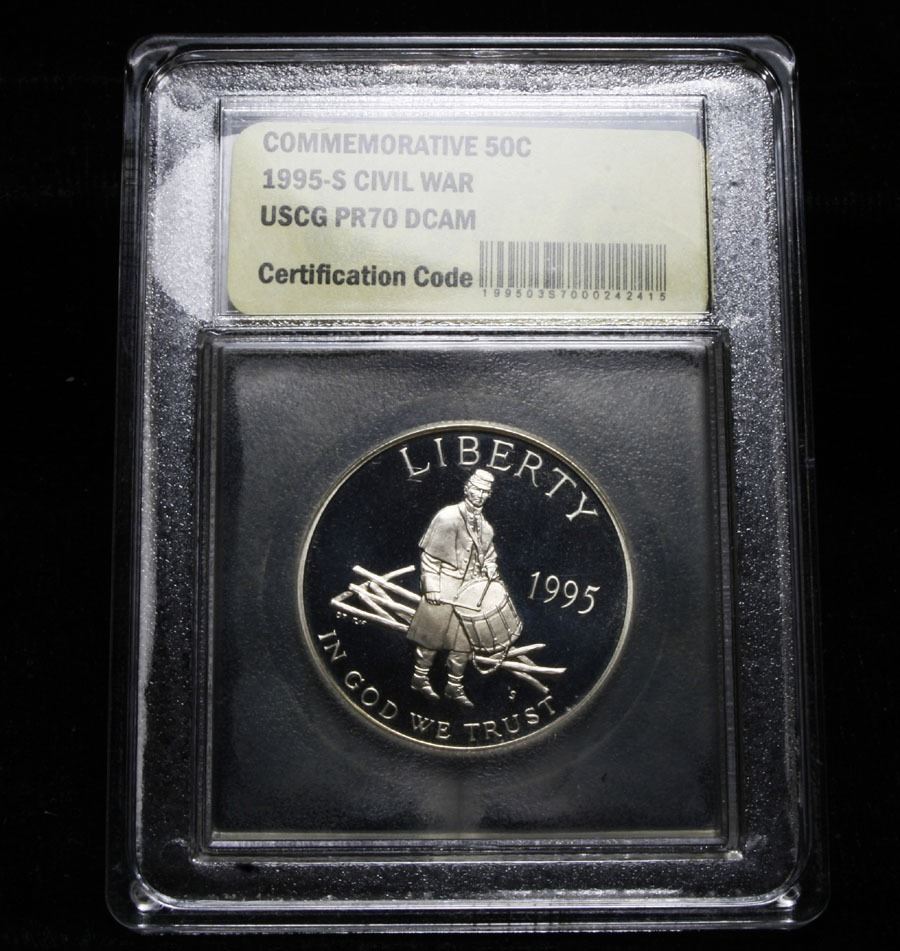 COMMEMORATIVE 50C
1995-S CIVIL WAR
USCG PR70 DCAM
Certification Code
199503S7000242415
LIBERTY
1995
S
IN GOD WE TRUST